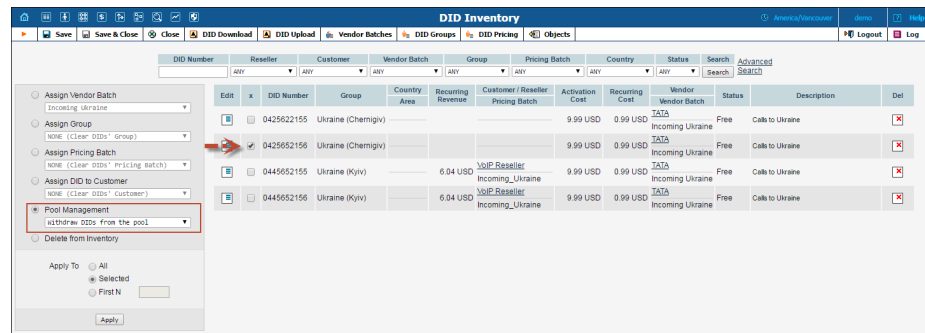 DID Inventory
America/Vancouver demo Help
Save Save & Close Close DID Download DID Upload Vendor Batches DID Groups DID Pricing Objects Logout Log
DID Number Reseller Customer Vendor Batch Group Pricing Batch Country Status Search Advanced Search
ANY ANY ANY ANY ANY ANY ANY Search
Assign Vendor Batch
Incoming Ukraine
Assign Group
NONE (Clear DIDs' Group)
Assign Pricing Batch
NONE (Clear DIDs' Pricing Batch)
Assign DID to Customer
NONE (Clear DIDs' Customer)
Pool Management
Withdraw DIDs from the pool
Delete from Inventory
Apply To All
Selected
First N
Apply
Edit x DID Number Group Country Recurring Revenue Customer / Reseller Activation Cost Recurring Cost Vendor Status Description Del
Area Pricing Batch Vendor Batch
0425622155 Ukraine (Chernigiv) 9.99 USD 0.99 USD TATA Free Calls to Ukraine
Incoming Ukraine
0425652156 Ukraine (Chernigiv) 9.99 USD 0.99 USD TATA Free Calls to Ukraine
Incoming Ukraine
0445652155 Ukraine (Kyiv) 6.04 USD VoIP Reseller 9.99 USD 0.99 USD TATA Free Calls to Ukraine
Incoming_Ukraine Incoming Ukraine
0445652156 Ukraine (Kyiv) 6.04 USD VoIP Reseller 9.99 USD 0.99 USD TATA Free Calls to Ukraine
Incoming_Ukraine Incoming Ukraine